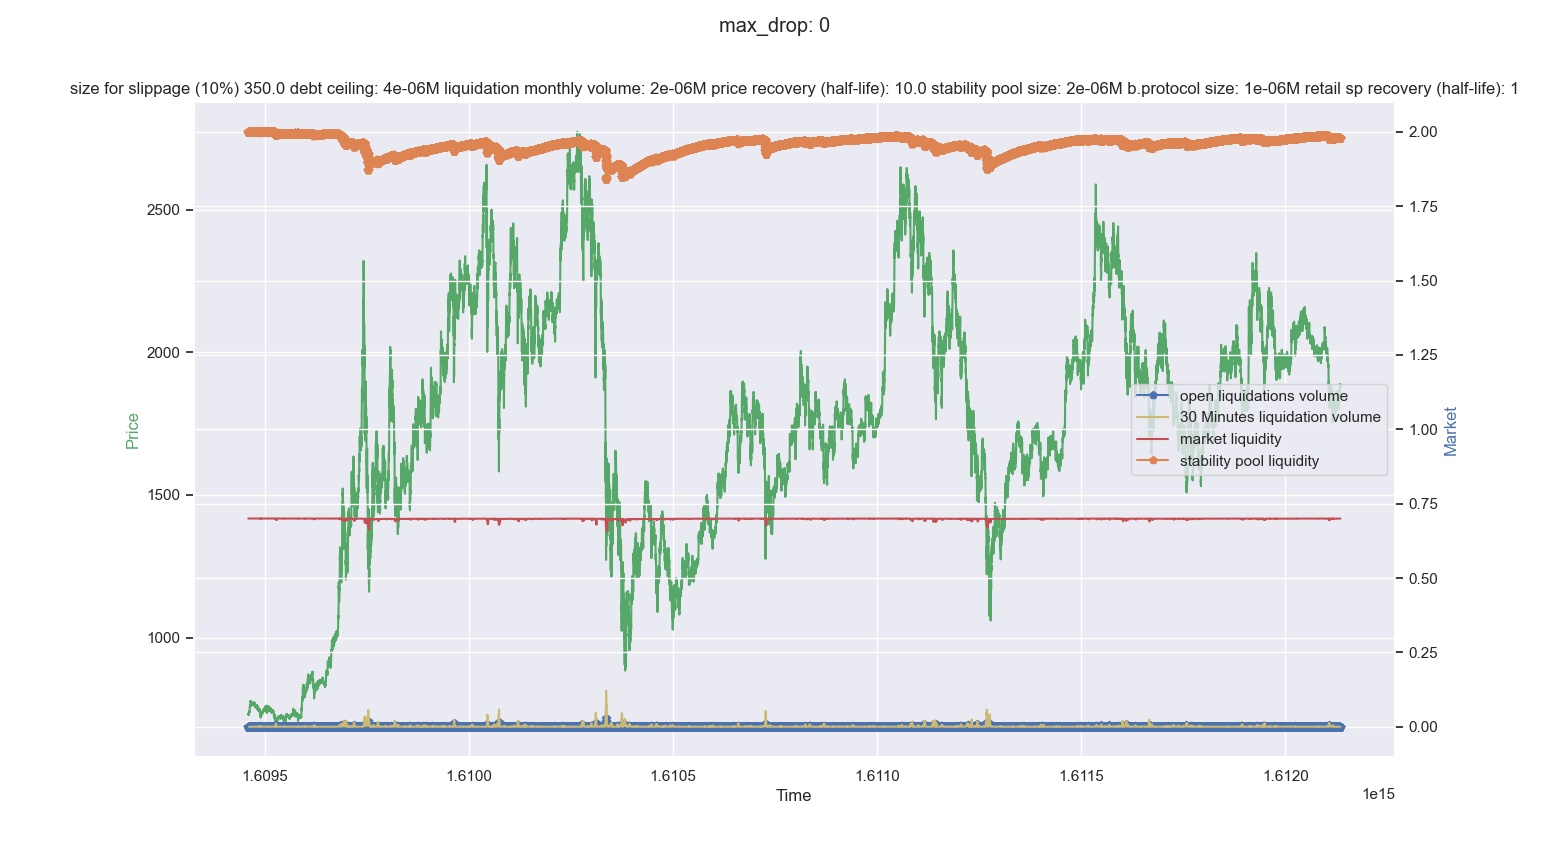 max_drop: 0
size for slippage (10%) 350.0 debt ceiling: 4e-06M liquidation monthly volume: 2e-06M price recovery (half-life): 10.0 stability pool size: 2e-06M b.protocol size: 1e-06M retail sp recovery (half-life): 1
2500
2000
1500
1000
Price
2.00
1.75
1.50
1.25
1.00
0.75
0.50
0.25
0.00
Market
open liquidations volume
30 Minutes liquidation volume
market liquidity
stability pool liquidity
1.6095 1.6100 1.6105 1.6110 1.6115 1.6120
1e15
Time